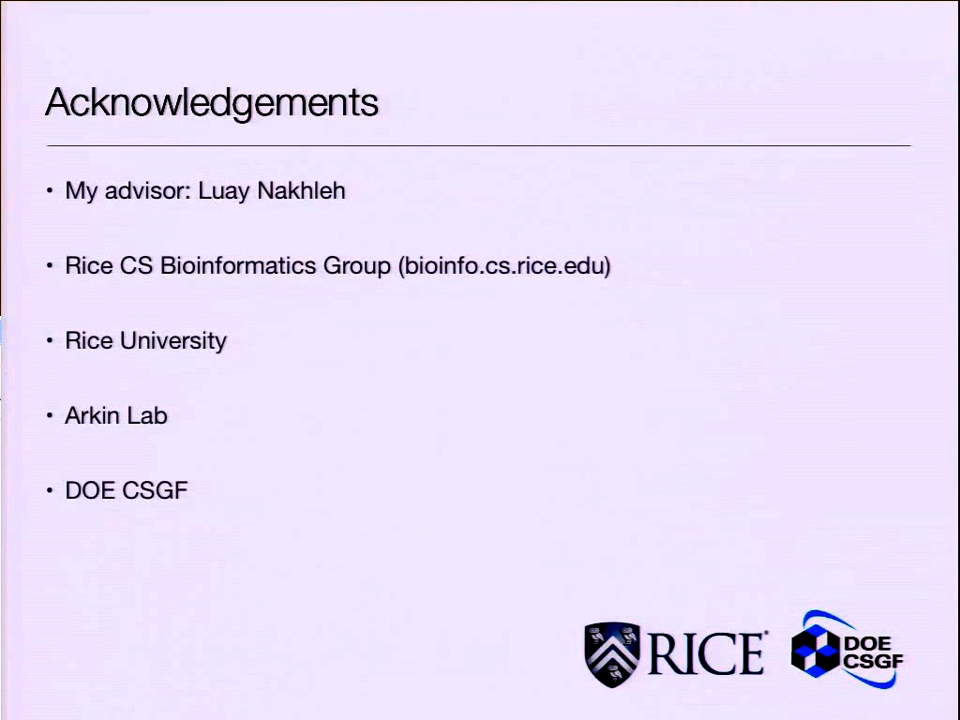 Acknowledgements
• My advisor: Luay Nakhleh
• Rice CS Bioinformatics Group (bioinfo.cs.rice.edu)
• Rice University
• Arkin Lab
• DOE CSGF
RICE®
DOE
CSGF